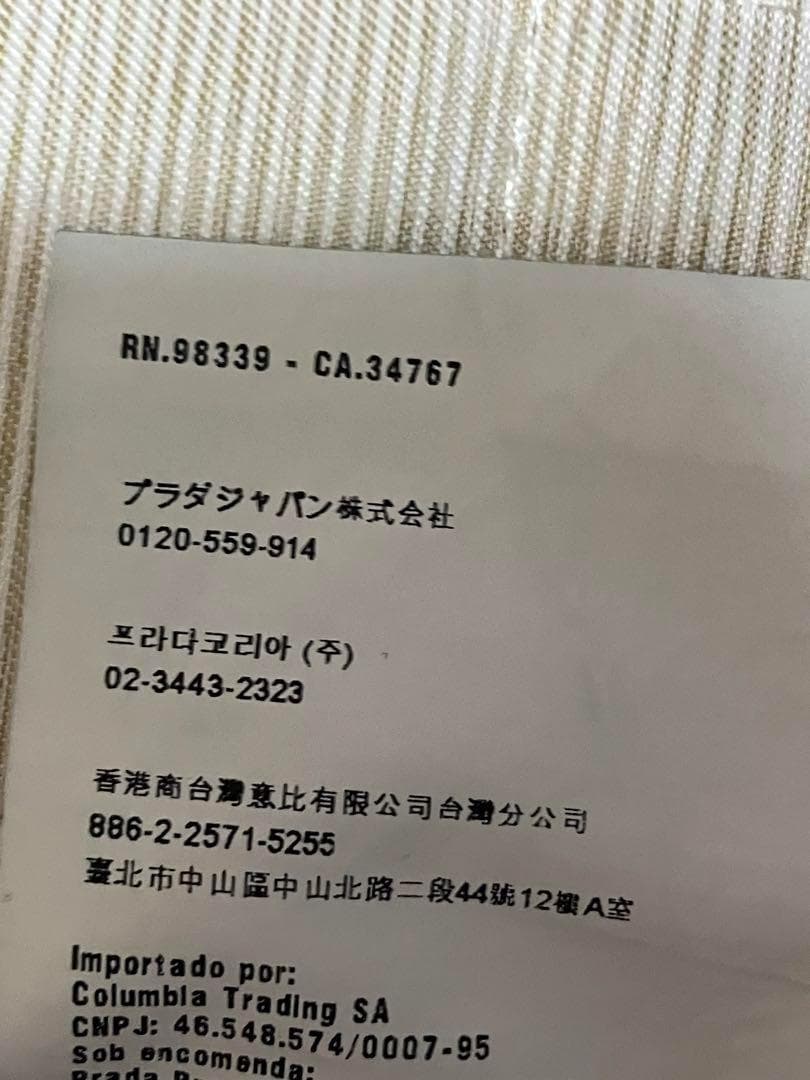 RN.98339 - CA.34767
プラダジャパン株式会社
0120-559-914
프라다코리아 (주)
02-3443-2323
香港商台灣意比有限公司台灣分公司
886-2-2571-5255
臺北市中山區中山北路二段44號12樓A室
Importado por:
Columbia Trading SA
CNPJ: 46.548.574/0007-95
Sob encomenda:
Prada